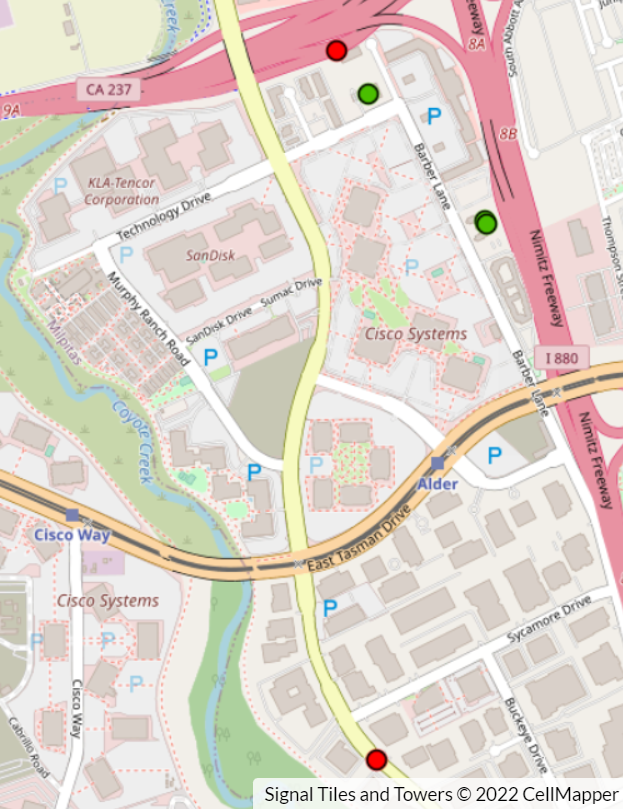 Creek
eeway
8A
South Abbott A
CA 237
9A
P
8B
Barber Lane
KLA-Tencor
Corporation
P
Technology Drive
Thompson Stree
SanDisk
P
Nimitz Freeway
P
Murphy Ranch Road
SanDisk Drive
Sumac Drive
Milpitas
Cisco Systems
P
I 880
Barber Lane
Coyote Creek
Nimitz Freeway
P
P
P
Alder
Cisco Way
East Tasman Drive
Cisco Systems
P
Sycamore Drive
P
P
P
Cisco Way
Buckeye Drive
Cabrillo Road
Signal Tiles and Towers © 2022 CellMapper